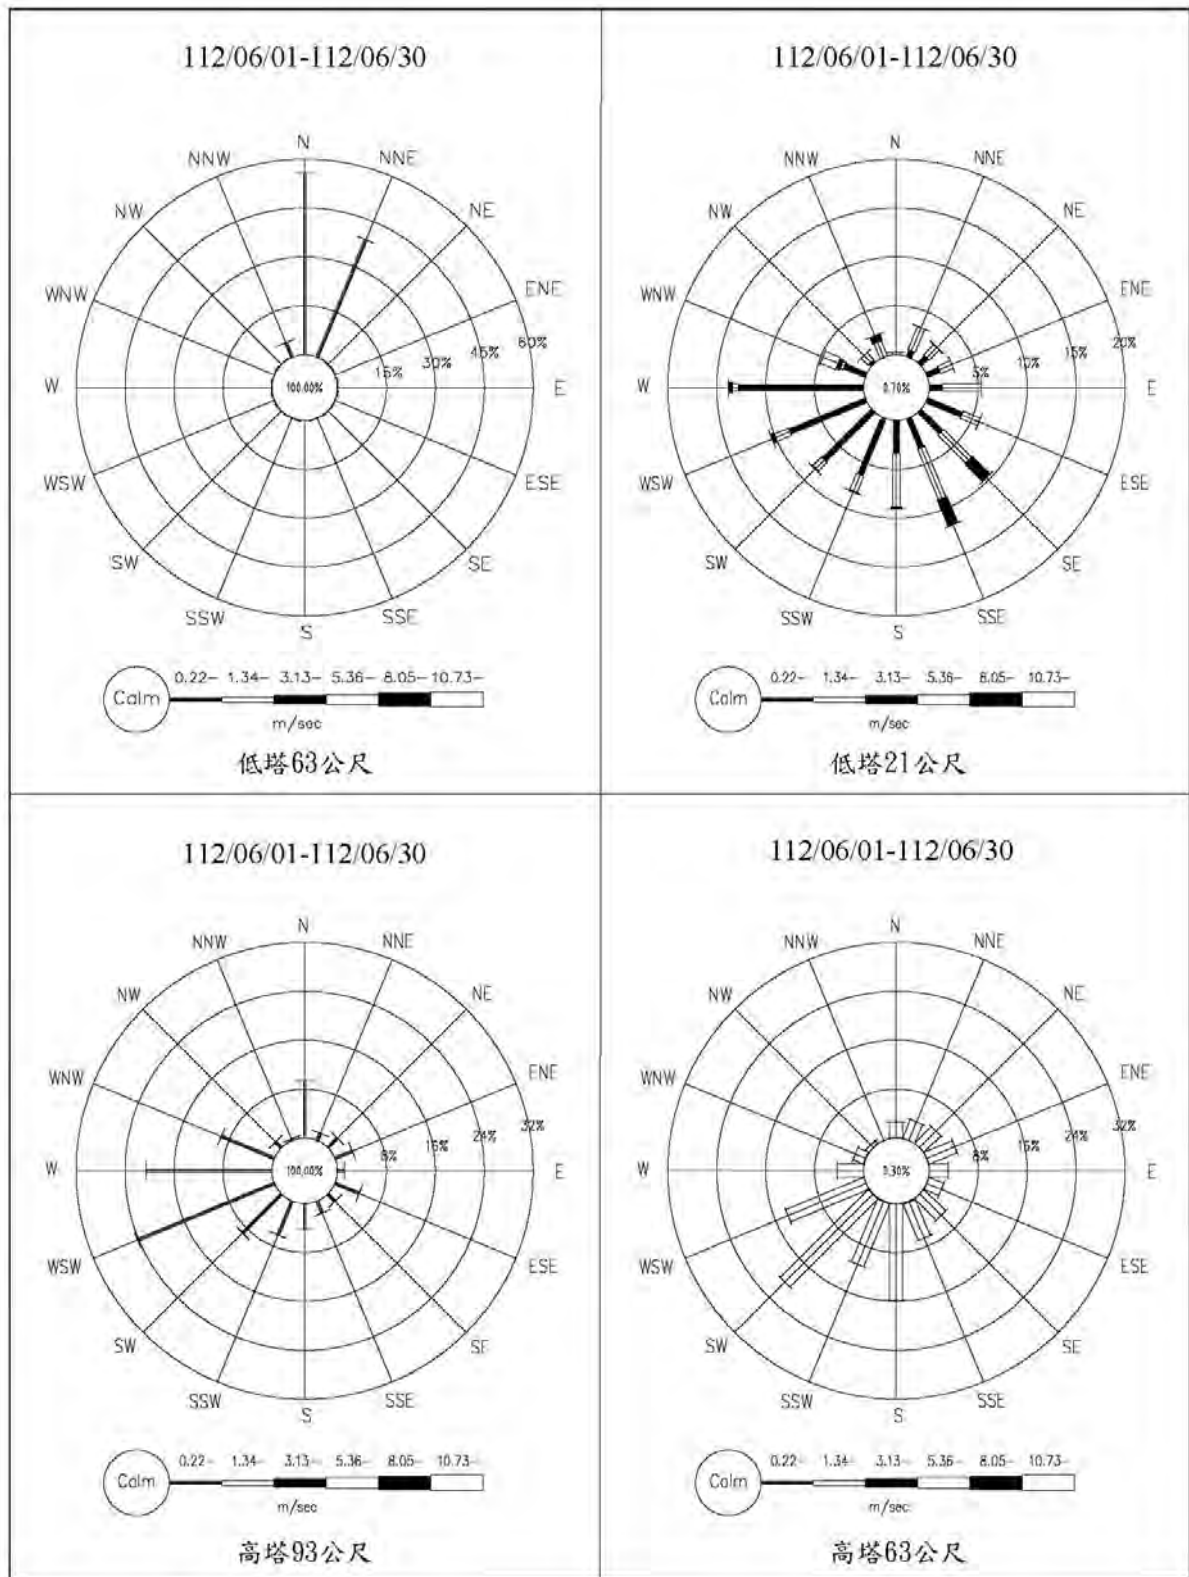 112/06/01-112/06/30
N
NNW
NNE
NW
NE
WNW
ENE
15%
30%
45%
60%
W
100.00%
E
WSW
ESE
SW
SE
SSW
SSE
S
0.22-
1.34-
3.13-
5.36-
8.05-
10.73-
Calm
m/sec
低塔63公尺
112/06/01-112/06/30
N
NNW
NNE
NW
NE
WNW
ENE
5%
10%
15%
20%
W
0.70%
E
WSW
ESE
SW
SE
SSW
SSE
S
0.22-
1.34-
3.13-
5.36-
8.05-
10.73-
Calm
m/sec
低塔21公尺
112/06/01-112/06/30
N
NNW
NNE
NW
NE
WNW
ENE
8%
16%
24%
32%
W
100.00%
E
WSW
ESE
SW
SE
SSW
SSE
S
0.22-
1.34-
3.13-
5.36-
8.05-
10.73-
Calm
m/sec
高塔93公尺
112/06/01-112/06/30
N
NNW
NNE
NW
NE
WNW
ENE
8%
16%
24%
32%
W
0.30%
E
WSW
ESE
SW
SE
SSW
SSE
S
0.22-
1.34-
3.13-
5.36-
8.05-
10.73-
Calm
m/sec
高塔63公尺